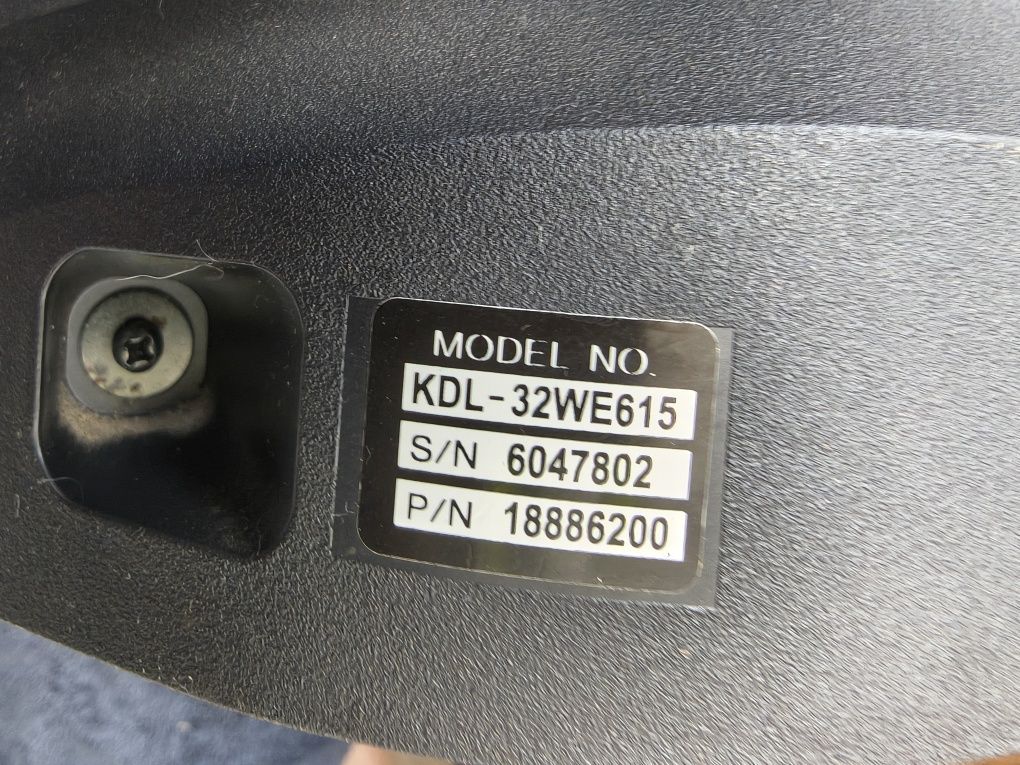 MODEL NO.
KDL-32WE615
S/N 6047802
P/N 18886200